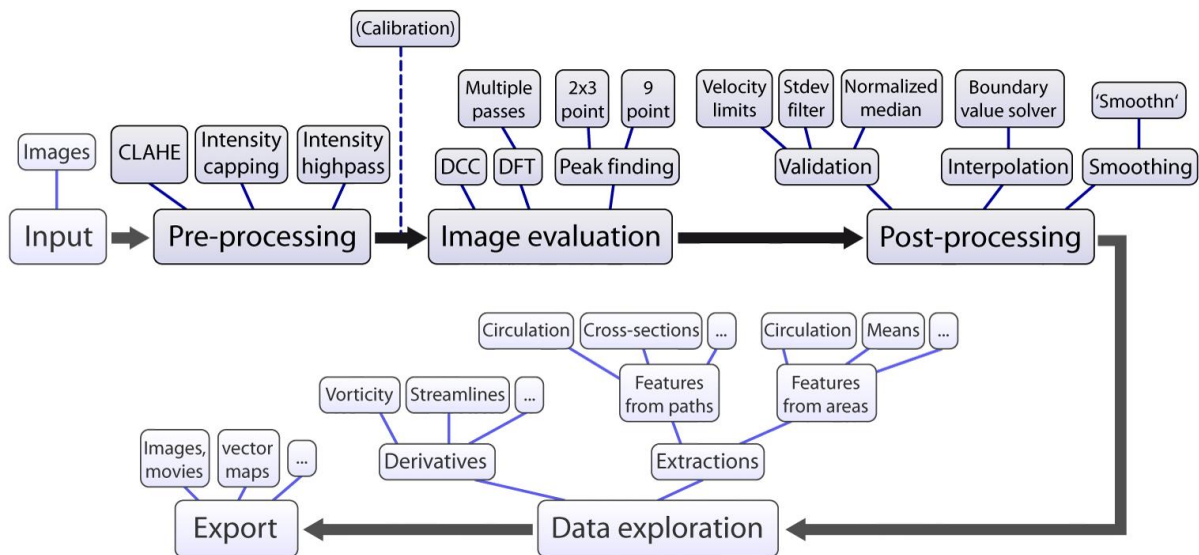 (Calibration)
Multiple
passes
2x3
point
9
point
Velocity
limits
Stdev
filter
Normalized
median
Boundary
value solver
‘Smoothn‘
Images
CLAHE
Intensity
capping
Intensity
highpass
DCC
DFT
Peak finding
Validation
Interpolation
Smoothing
Input
Pre-processing
Image evaluation
Post-processing
Circulation
Cross-sections
...
Circulation
Means
...
Features
from paths
Features
from areas
Vorticity
Streamlines
...
Derivatives
Extractions
Images,
movies
vector
maps
...
Export
Data exploration